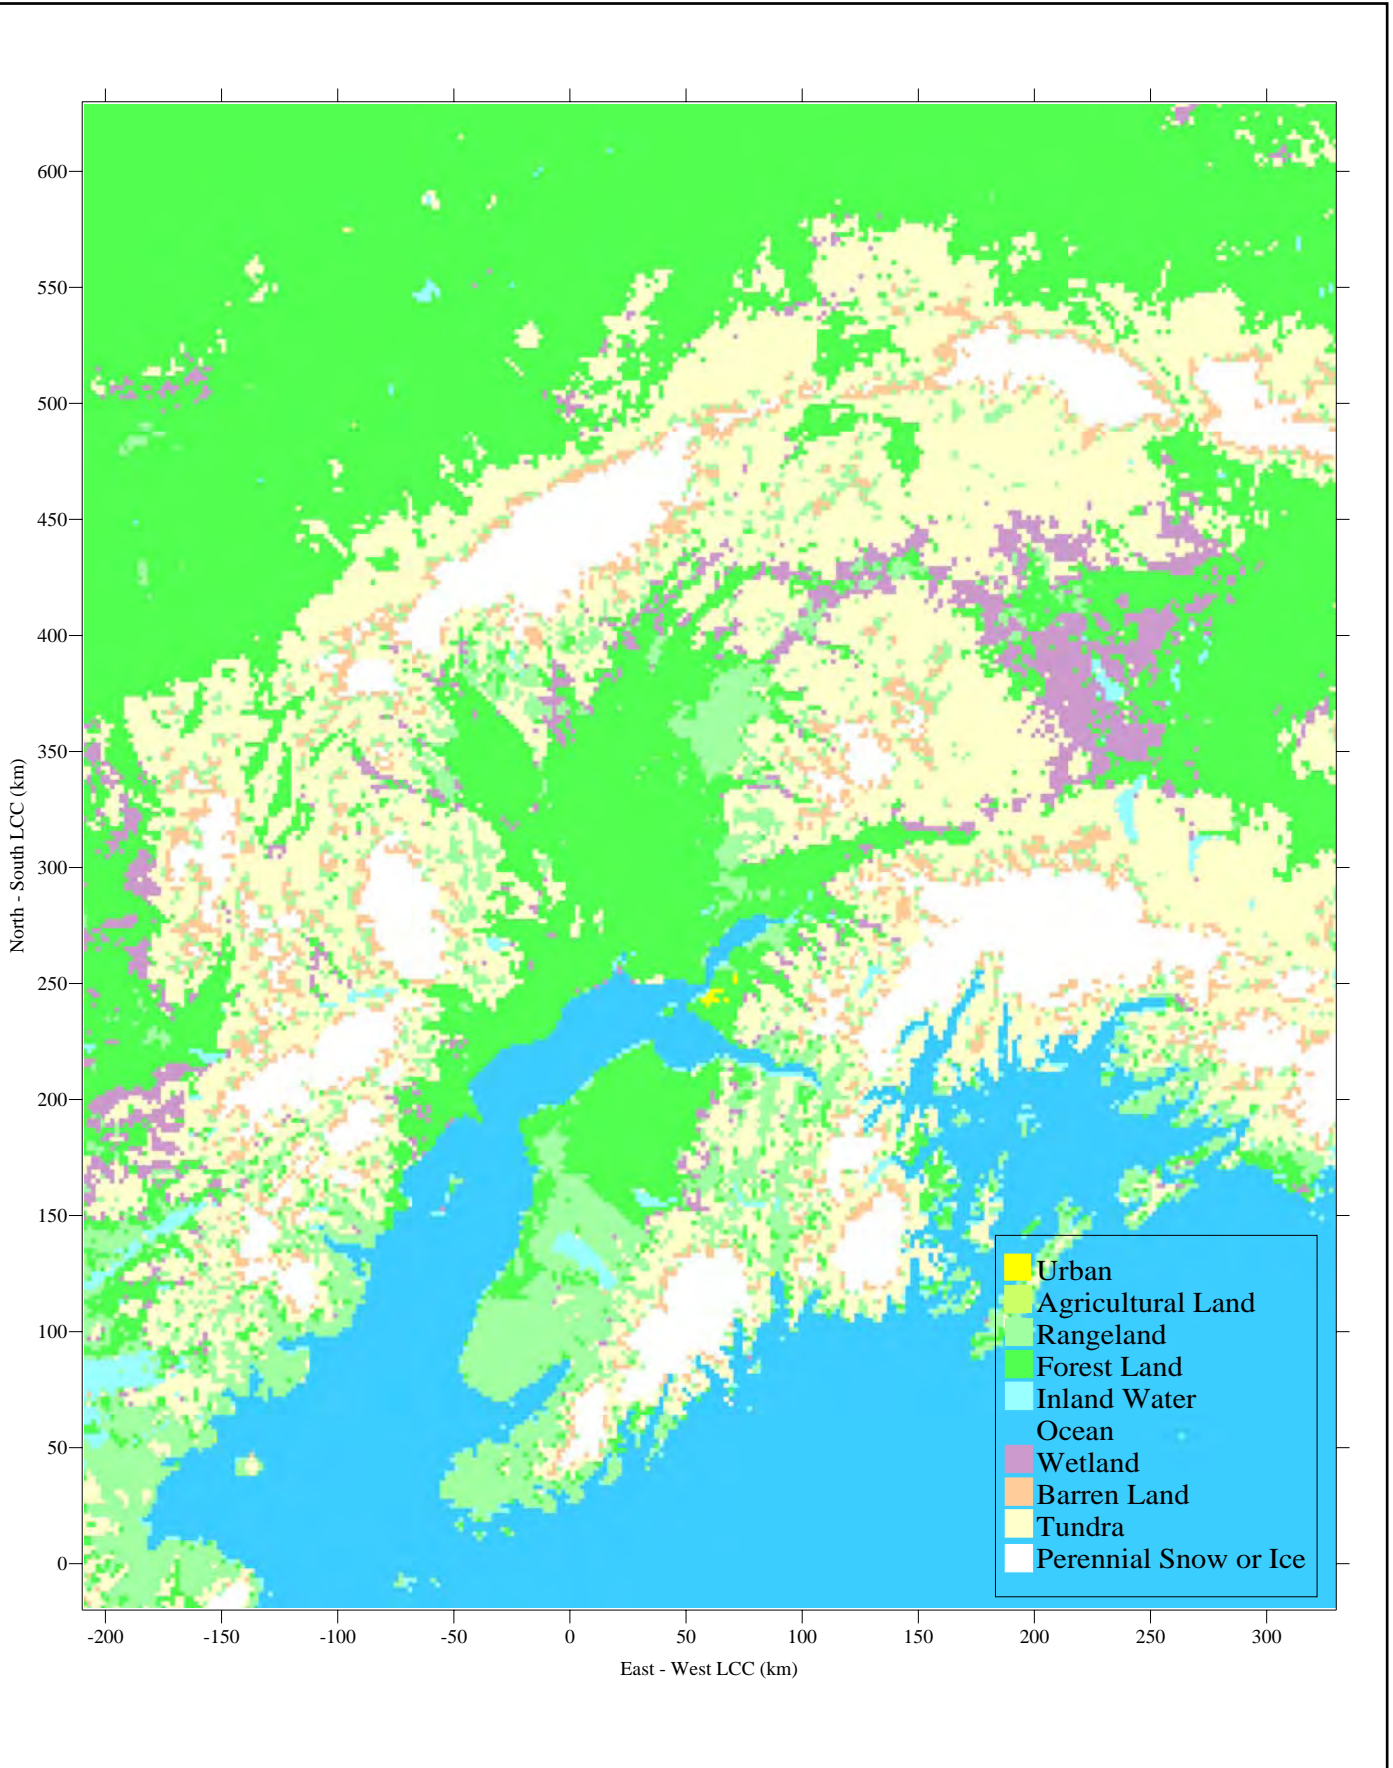 600
550
500
450
400
350
300
250
200
150
100
50
0
North - South LCC (km)
Urban
Agricultural Land
Rangeland
Forest Land
Inland Water
Ocean
Wetland
Barren Land
Tundra
Perennial Snow or Ice
-200 -150 -100 -50 0 50 100 150 200 250 300
East - West LCC (km)